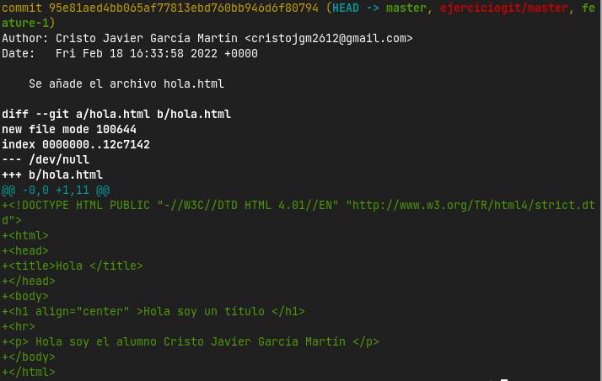 commit 95e81aed4bb065af77813ebd760bb946d6f80794 (HEAD -> master, ejerciciogit/master, fe
ature-1)
Author: Cristo Javier García Martín <cristojgm2612@gmail.com>
Date:   Fri Feb 18 16:33:58 2022 +0000
    Se añade el archivo hola.html
diff --git a/hola.html b/hola.html
new file mode 100644
index 0000000..12c7142
--- /dev/null
+++ b/hola.html
@@ -0,0 +1,11 @@
+<!DOCTYPE HTML PUBLIC "-//W3C//DTD HTML 4.01//EN" "http://www.w3.org/TR/html4/strict.dt
d">
+<html>
+<head>
+<title>Hola </title>
+</head>
+<body>
+<h1 align="center" >Hola soy un título </h1>
+<hr>
+<p> Hola soy el alumno Cristo Javier García Martín </p>
+</body>
+</html>